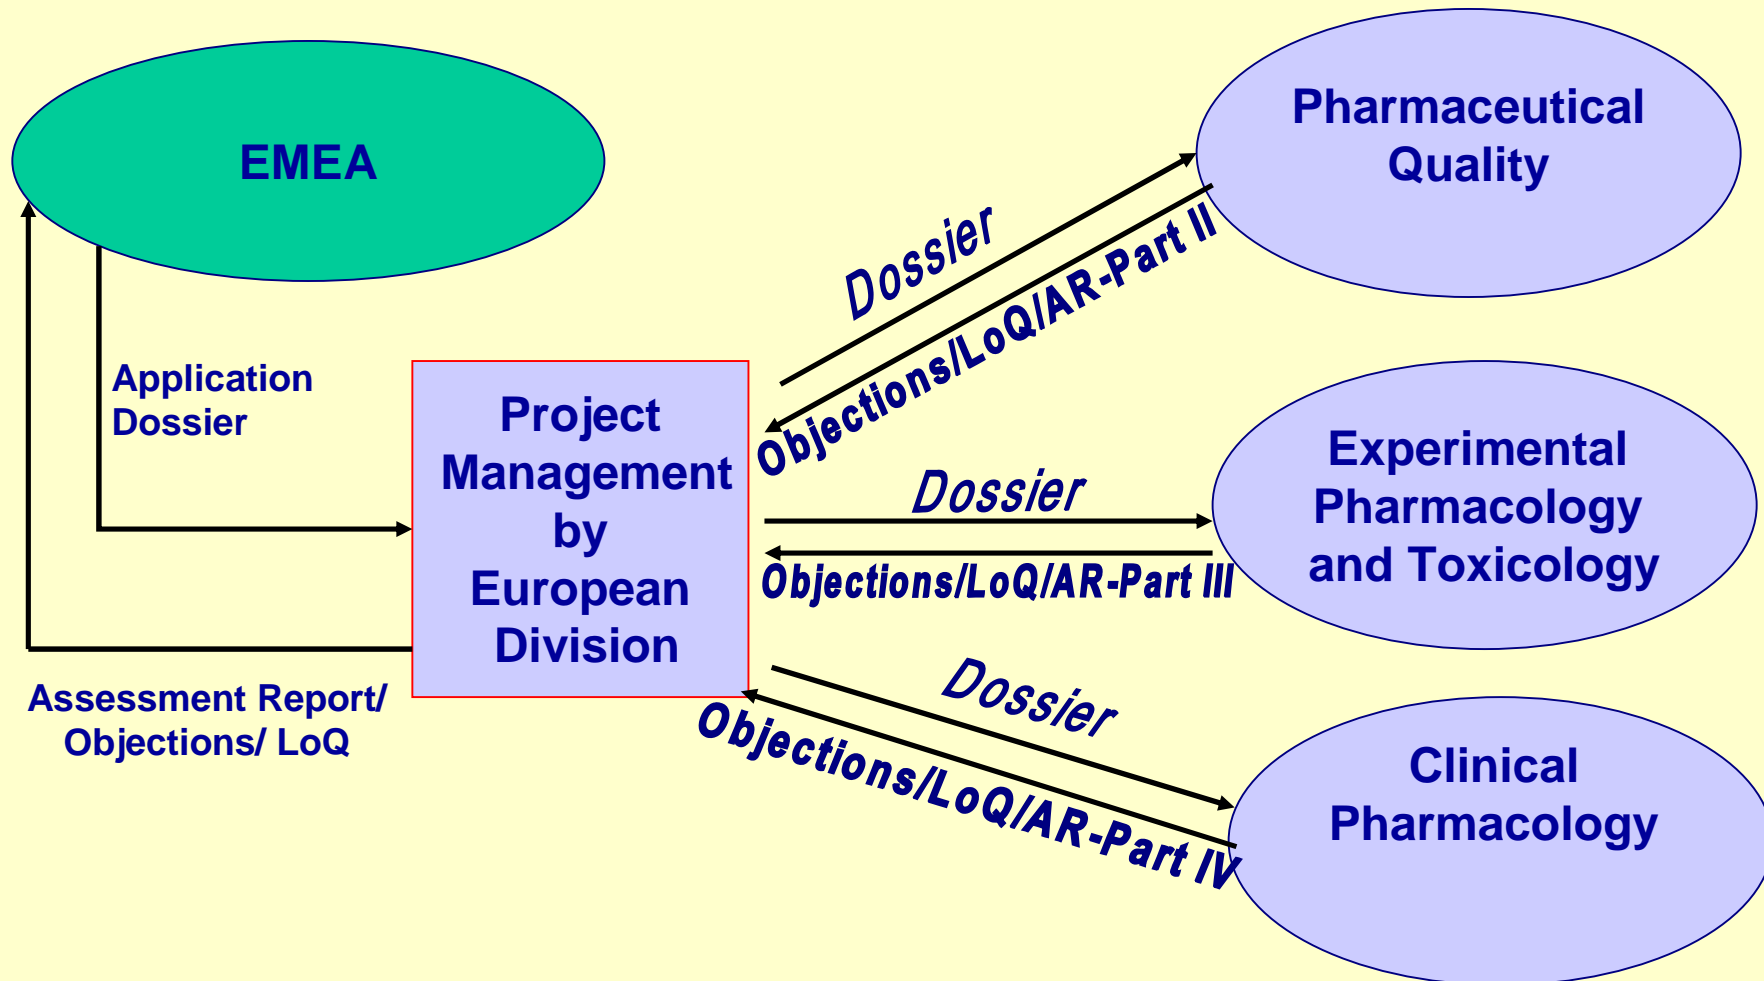 EMEA
Pharmaceutical
Quality
Dossier
Objections/LoQ/AR-Part II
Application
Dossier
Project
Management
by
European
Division
Experimental
Pharmacology
and Toxicology
Dossier
Objections/LoQ/AR-Part III
Assessment Report/
Objections/ LoQ
Dossier
Objections/LoQ/AR-Part IV
Clinical
Pharmacology